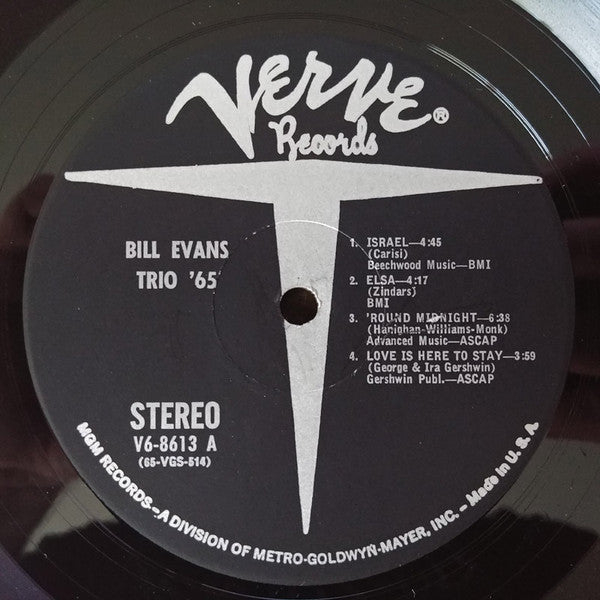 Verve®
Records
BILL EVANS
TRIO '65
1. ISRAEL—4:45
(Carisi)
Beechwood Music—BMI
2. ELSA—4:17
(Zindars)
BMI
3. 'ROUND MIDNIGHT—6:38
(Hanighan-Williams-Monk)
Advanced Music—ASCAP
4. LOVE IS HERE TO STAY—3:59
(George & Ira Gershwin)
Gershwin Publ.—ASCAP
STEREO
V6-8613 A
(65-VGS-514)
MGM RECORDS—A DIVISION OF METRO-GOLDWYN-MAYER, INC. – Made in U. S. A.